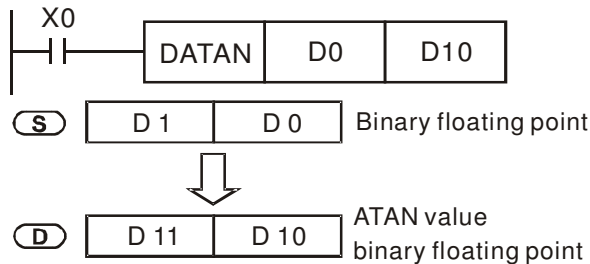 X0
DATAN D0 D10
S D 1 D 0 Binary floating point
D D 11 D 10 ATAN value
binary floating point